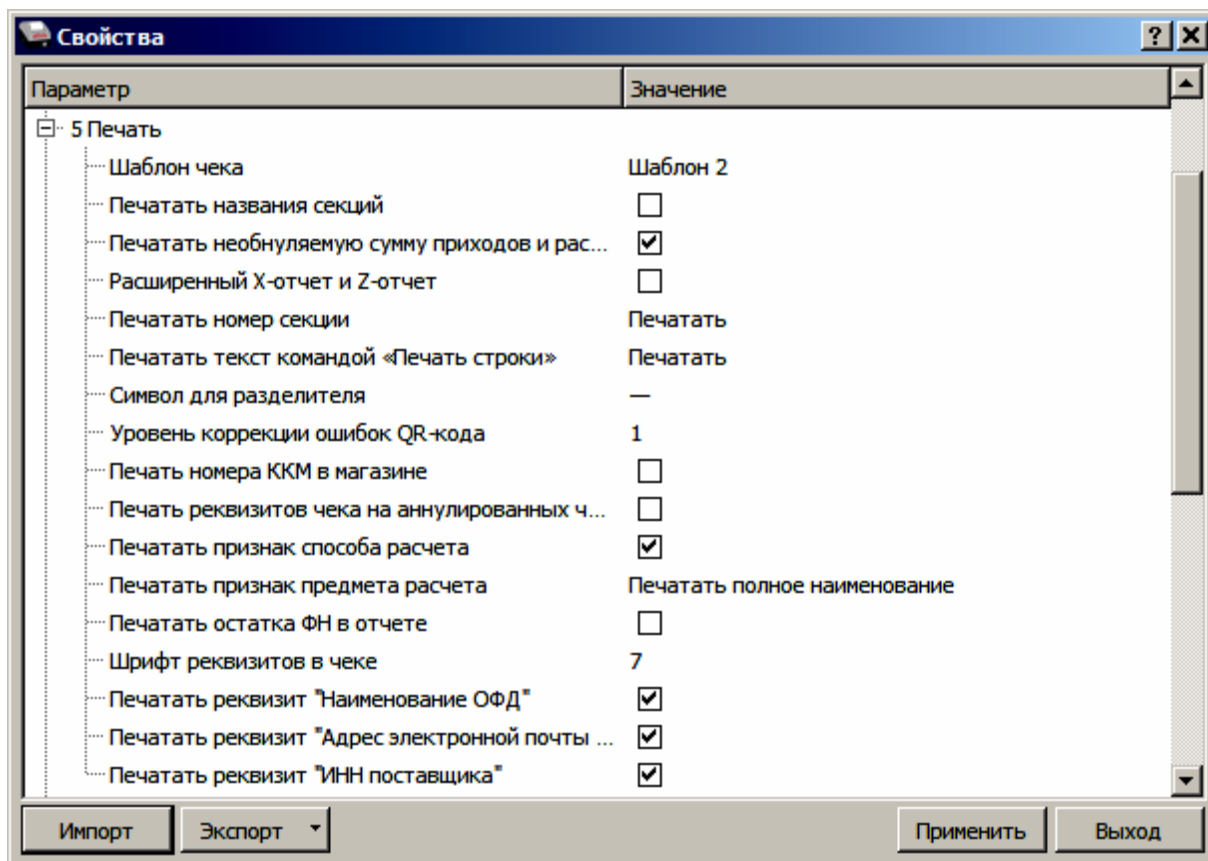 Свойства
Параметр Значение
5 Печать
Шаблон чека Шаблон 2
Печатать названия секций
Печатать необнуляемую сумму приходов и рас...
Расширенный X-отчет и Z-отчет
Печатать номер секции Печатать
Печатать текст командой «Печать строки» Печатать
Символ для разделителя —
Уровень коррекции ошибок QR-кода 1
Печать номера ККМ в магазине
Печать реквизитов чека на аннулированных ч...
Печатать признак способа расчета
Печатать признак предмета расчета Печатать полное наименование
Печатать остатка ФН в отчете
Шрифт реквизитов в чеке 7
Печатать реквизит "Наименование ОФД"
Печатать реквизит "Адрес электронной почты ...
Печатать реквизит "ИНН поставщика"
Импорт Экспорт Применить Выход